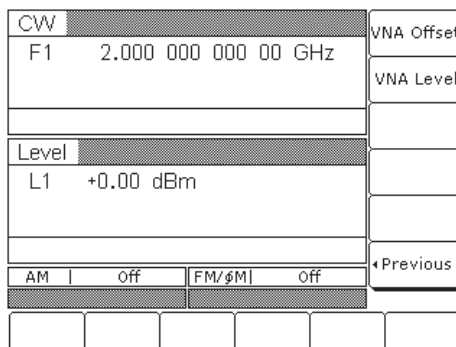 CW
F1 2.000 000 000 00 GHz
Level
L1 +0.00 dBm
AM | Off FM/ϕM| Off
VNA Offset
VNA Level
◂Previous